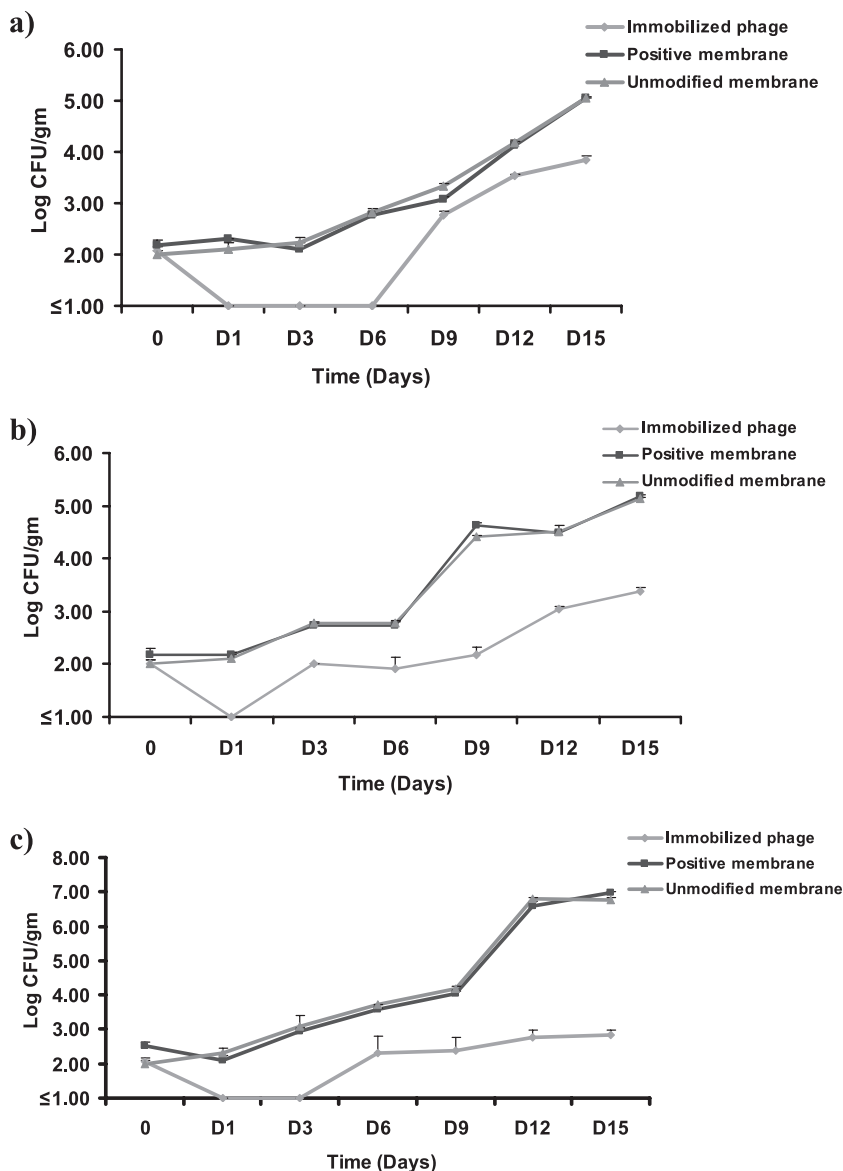 a)
Immobilized phage
Positive membrane
Unmodified membrane
6.00
5.00
4.00
3.00
2.00
≤1.00
Log CFU/gm
0 D1 D3 D6 D9 D12 D15
Time (Days)
b)
Immobilized phage
Positive membrane
Unmodified membrane
6.00
5.00
4.00
3.00
2.00
≤1.00
Log CFU/gm
0 D1 D3 D6 D9 D12 D15
Time (Days)
c)
Immobilized phage
Positive membrane
Unmodified membrane
8.00
7.00
6.00
5.00
4.00
3.00
2.00
≤1.00
Log CFU/gm
0 D1 D3 D6 D9 D12 D15
Time (Days)